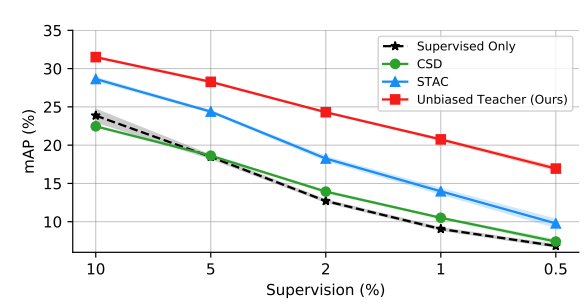 35
30
25
20
15
10
mAP (%)
Supervised Only
CSD
STAC
Unbiased Teacher (Ours)
10 5 2 1 0.5
Supervision (%)